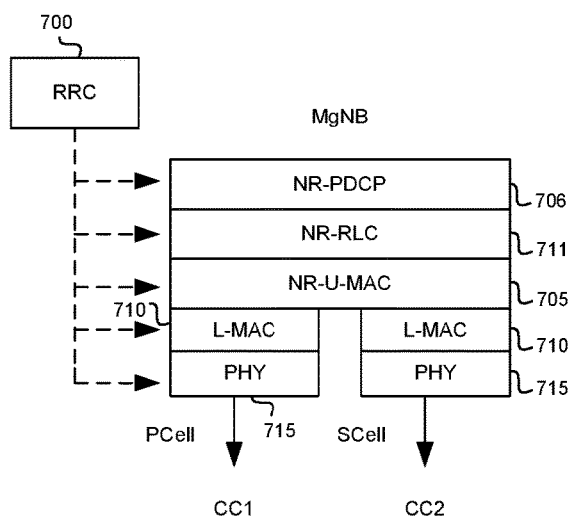 700
RRC
MgNB
NR-PDCP
706
NR-RLC
711
NR-U-MAC
705
710
L-MAC
L-MAC
710
PHY
PHY
715
715
PCell
SCell
CC1
CC2